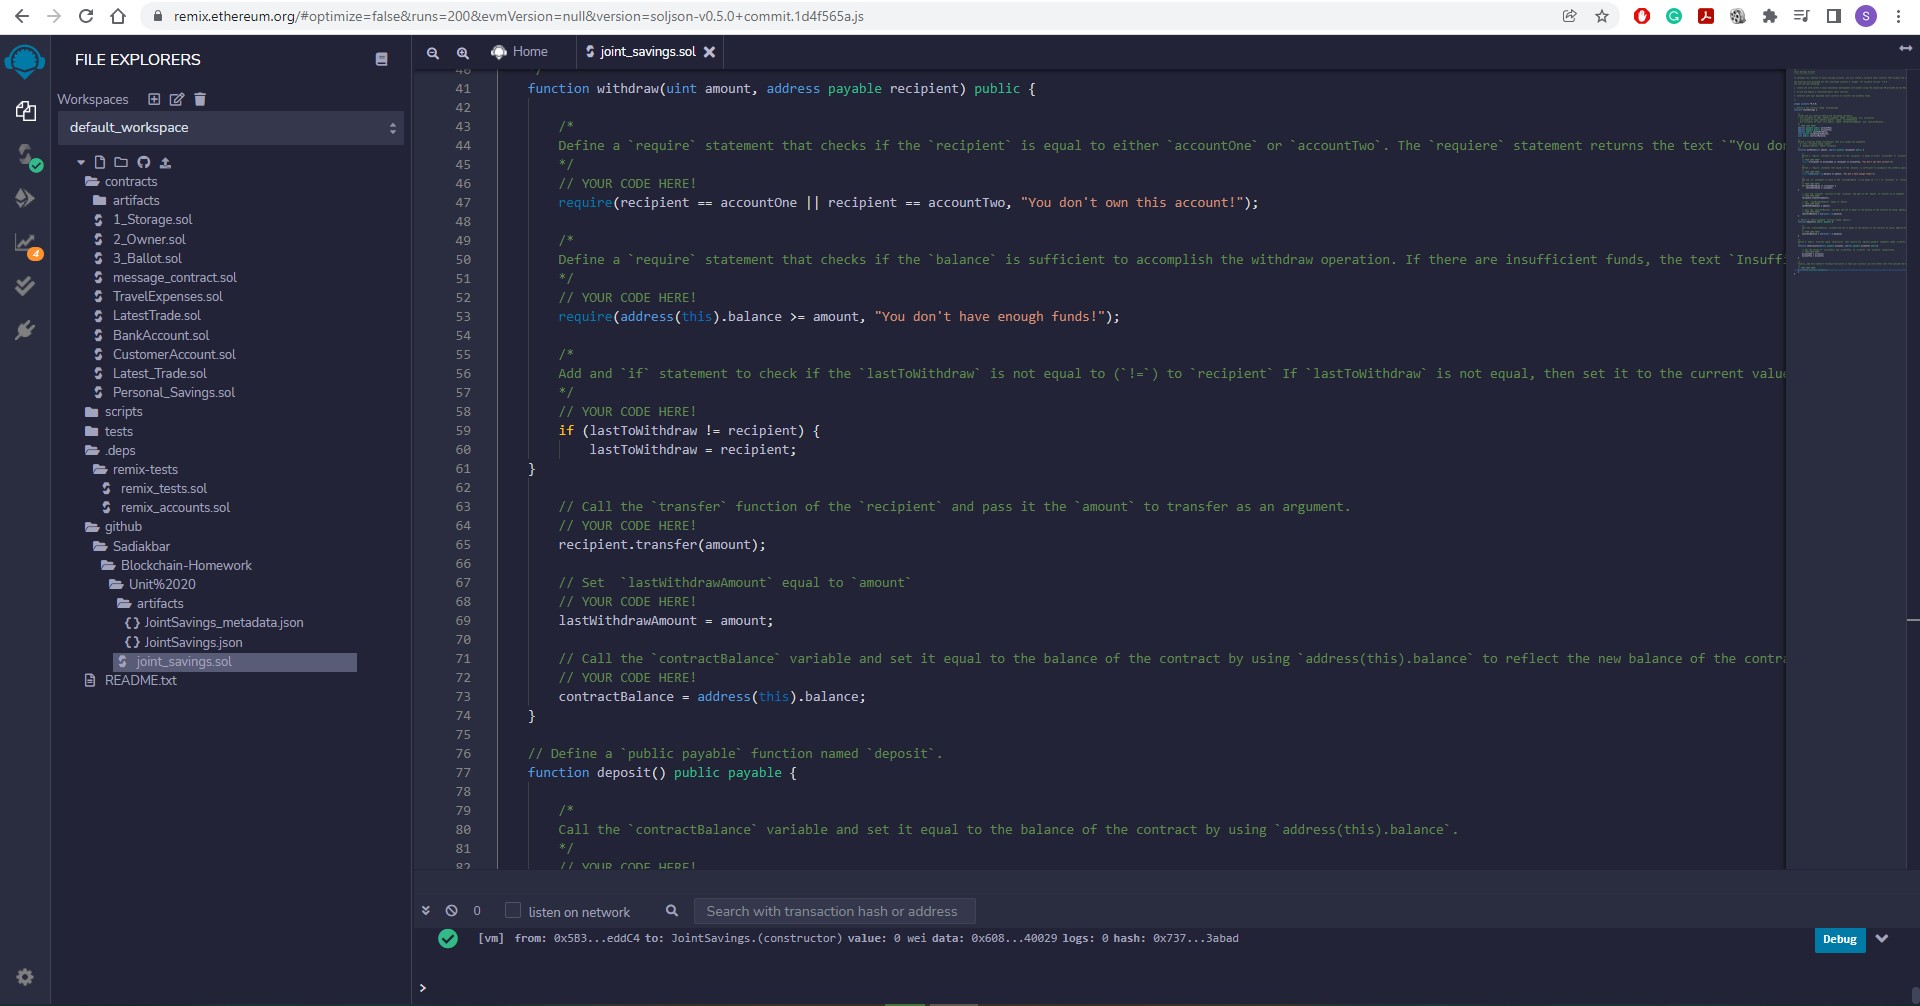 remix.ethereum.org/#optimize=false&runs=200&evmVersion=null&version=soljson-v0.5.0+commit.1d4f565a.js
S
FILE EXPLORERS
Workspaces
default_workspace
contracts
artifacts
1_Storage.sol
2_Owner.sol
3_Ballot.sol
message_contract.sol
TravelExpenses.sol
LatestTrade.sol
BankAccount.sol
CustomerAccount.sol
Latest_Trade.sol
Personal_Savings.sol
scripts
tests
.deps
remix-tests
remix_tests.sol
remix_accounts.sol
github
Sadiakbar
Blockchain-Homework
Unit%2020
artifacts
JointSavings_metadata.json
JointSavings.json
joint_savings.sol
README.txt
4
Home
joint_savings.sol
40 */
41 function withdraw(uint amount, address payable recipient) public {
42
43 /*
44 Define a `require` statement that checks if the `recipient` is equal to either `accountOne` or `accountTwo`. The `requiere` statement returns the text `"You don
45 */
46 // YOUR CODE HERE!
47 require(recipient == accountOne || recipient == accountTwo, "You don't own this account!");
48
49 /*
50 Define a `require` statement that checks if the `balance` is sufficient to accomplish the withdraw operation. If there are insufficient funds, the text `Insuff
51 */
52 // YOUR CODE HERE!
53 require(address(this).balance >= amount, "You don't have enough funds!");
54
55 /*
56 Add and `if` statement to check if the `lastToWithdraw` is not equal to (`!=`) to `recipient` If `lastToWithdraw` is not equal, then set it to the current value
57 */
58 // YOUR CODE HERE!
59 if (lastToWithdraw != recipient) {
60 lastToWithdraw = recipient;
61 }
62
63 // Call the `transfer` function of the `recipient` and pass it the `amount` to transfer as an argument.
64 // YOUR CODE HERE!
65 recipient.transfer(amount);
66
67 // Set  `lastWithdrawAmount` equal to `amount`
68 // YOUR CODE HERE!
69 lastWithdrawAmount = amount;
70
71 // Call the `contractBalance` variable and set it equal to the balance of the contract by using `address(this).balance` to reflect the new balance of the contra
72 // YOUR CODE HERE!
73 contractBalance = address(this).balance;
74 }
75
76 // Define a `public payable` function named `deposit`.
77 function deposit() public payable {
78
79 /*
80 Call the `contractBalance` variable and set it equal to the balance of the contract by using `address(this).balance`.
81 */
82 // YOUR CODE HERE!
0 listen on network Search with transaction hash or address
[vm] from: 0x5B3...eddC4 to: JointSavings.(constructor) value: 0 wei data: 0x608...40029 logs: 0 hash: 0x737...3abad
Debug
>